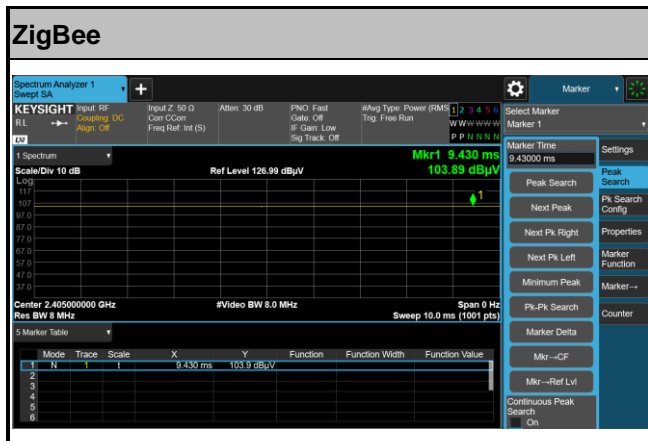 ZigBee
Spectrum Analyzer 1
Swept SA
Marker
KEYSIGHT
RL
LXI
Input: RF
Coupling: DC
Align: Off
Input Z: 50 Ω
Corr CCorr
Freq Ref: Int (S)
Atten: 30 dB
PNO: Fast
Gate: Off
IF Gain: Low
Sig Track: Off
#Avg Type: Power (RMS
Trig: Free Run
1 2 3 4 5 6
W W W W W W
P P N N N N
Select Marker
Marker 1
1 Spectrum
Mkr1 9.430 ms
103.89 dBµV
Scale/Div 10 dB
Ref Level 126.99 dBµV
Log
117
107
97.0
87.0
77.0
67.0
57.0
47.0
37.0
1
Center 2.405000000 GHz
#Video BW 8.0 MHz
Span 0 Hz
Res BW 8 MHz
Sweep 10.0 ms (1001 pts)
5 Marker Table
Mode Trace Scale X Y Function Function Width Function Value
1 N 1 t 9.430 ms 103.9 dBµV
2
3
4
5
6
Marker Time
9.43000 ms
Peak Search
Next Peak
Next Pk Right
Next Pk Left
Minimum Peak
Pk-Pk Search
Marker Delta
Mkr→CF
Mkr→Ref Lvl
Continuous Peak
Search
On
Settings
Peak
Search
Pk Search
Config
Properties
Marker
Function
Marker→
Counter